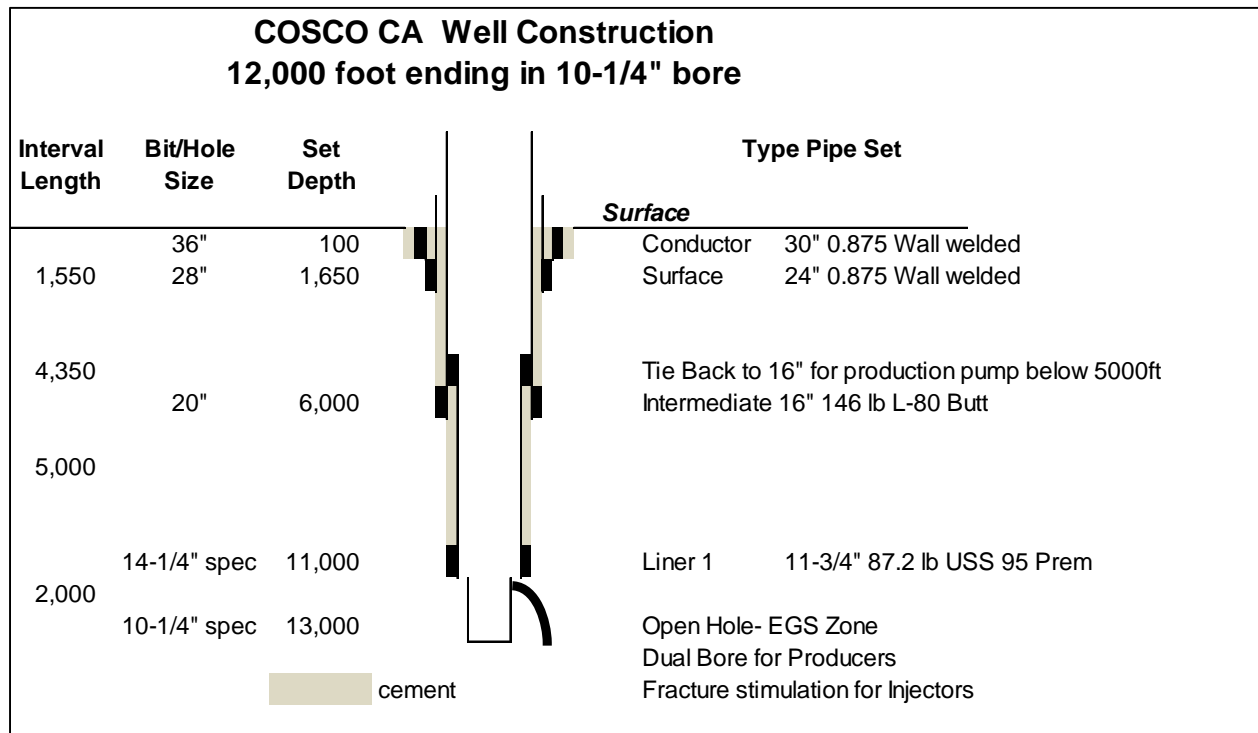 COSCO CA Well Construction
12,000 foot ending in 10-1/4" bore
Interval Length Bit/Hole Size Set Depth Type Pipe Set
Surface
36" 100 Conductor 30" 0.875 Wall welded
1,550 28" 1,650 Surface 24" 0.875 Wall welded
4,350 Tie Back to 16" for production pump below 5000ft
20" 6,000 Intermediate 16" 146 lb L-80 Butt
5,000
14-1/4" spec 11,000 Liner 1 11-3/4" 87.2 lb USS 95 Prem
2,000
10-1/4" spec 13,000 Open Hole- EGS Zone
Dual Bore for Producers
cement Fracture stimulation for Injectors